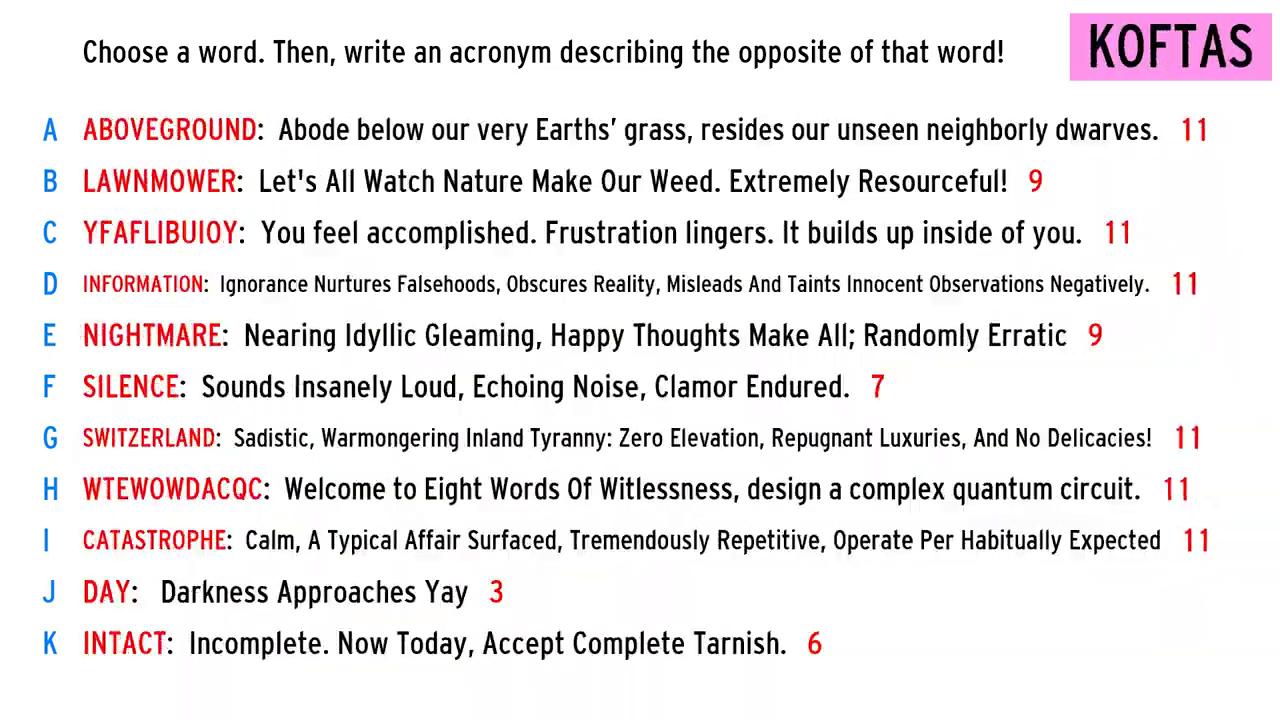 Choose a word. Then, write an acronym describing the opposite of that word!
KOFTAS
A ABOVEGROUND: Abode below our very Earths’ grass, resides our unseen neighborly dwarves. 11
B LAWNMOWER: Let's All Watch Nature Make Our Weed. Extremely Resourceful! 9
C YFAFLIBUIOY: You feel accomplished. Frustration lingers. It builds up inside of you. 11
D INFORMATION: Ignorance Nurtures Falsehoods, Obscures Reality, Misleads And Taints Innocent Observations Negatively. 11
E NIGHTMARE: Nearing Idyllic Gleaming, Happy Thoughts Make All; Randomly Erratic 9
F SILENCE: Sounds Insanely Loud, Echoing Noise, Clamor Endured. 7
G SWITZERLAND: Sadistic, Warmongering Inland Tyranny: Zero Elevation, Repugnant Luxuries, And No Delicacies! 11
H WTEWOWDACQC: Welcome to Eight Words Of Witlessness, design a complex quantum circuit. 11
I CATASTROPHE: Calm, A Typical Affair Surfaced, Tremendously Repetitive, Operate Per Habitually Expected 11
J DAY: Darkness Approaches Yay 3
K INTACT: Incomplete. Now Today, Accept Complete Tarnish. 6